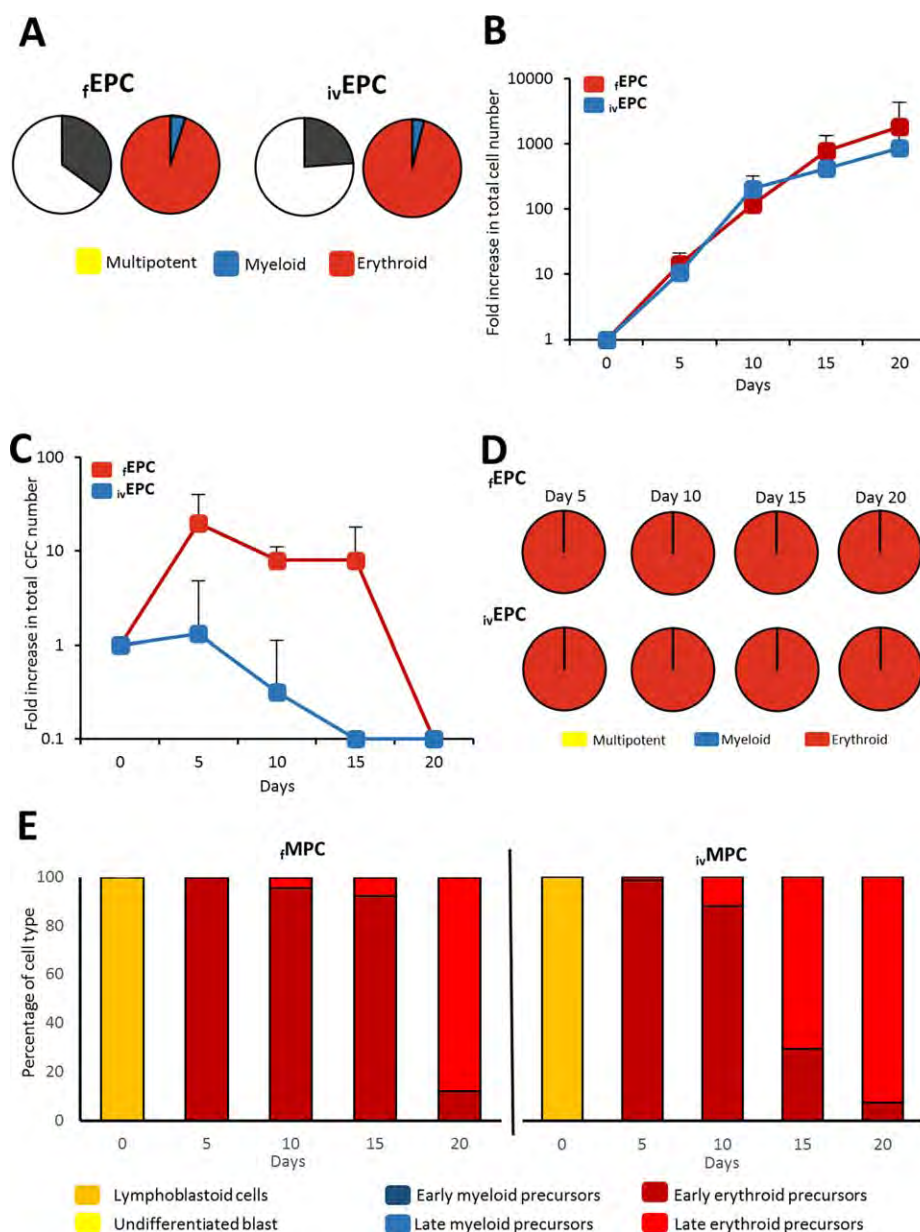 A
fEPC
ivEPC
Multipotent Myeloid Erythroid
B
Fold increase in total cell number
10000
1000
100
10
1
fEPC
ivEPC
0 5 10 15 20
Days
C
Fold increase in total CFC number
100
10
1
0.1
fEPC
ivEPC
0 5 10 15 20
Days
D
fEPC
Day 5 Day 10 Day 15 Day 20
ivEPC
Multipotent Myeloid Erythroid
E
fMPC
ivMPC
Percentage of cell type
100
80
60
40
20
0
0 5 10 15 20
Days
0 5 10 15 20
Days
Lymphoblastoid cells Early myeloid precursors Early erythroid precursors
Undifferentiated blast Late myeloid precursors Late erythroid precursors